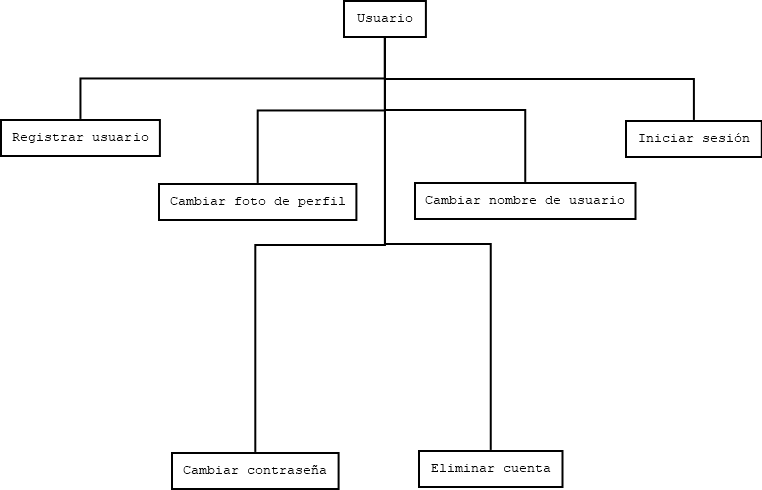 Usuario
Registrar usuario
Iniciar sesión
Cambiar foto de perfil
Cambiar nombre de usuario
Cambiar contraseña
Eliminar cuenta